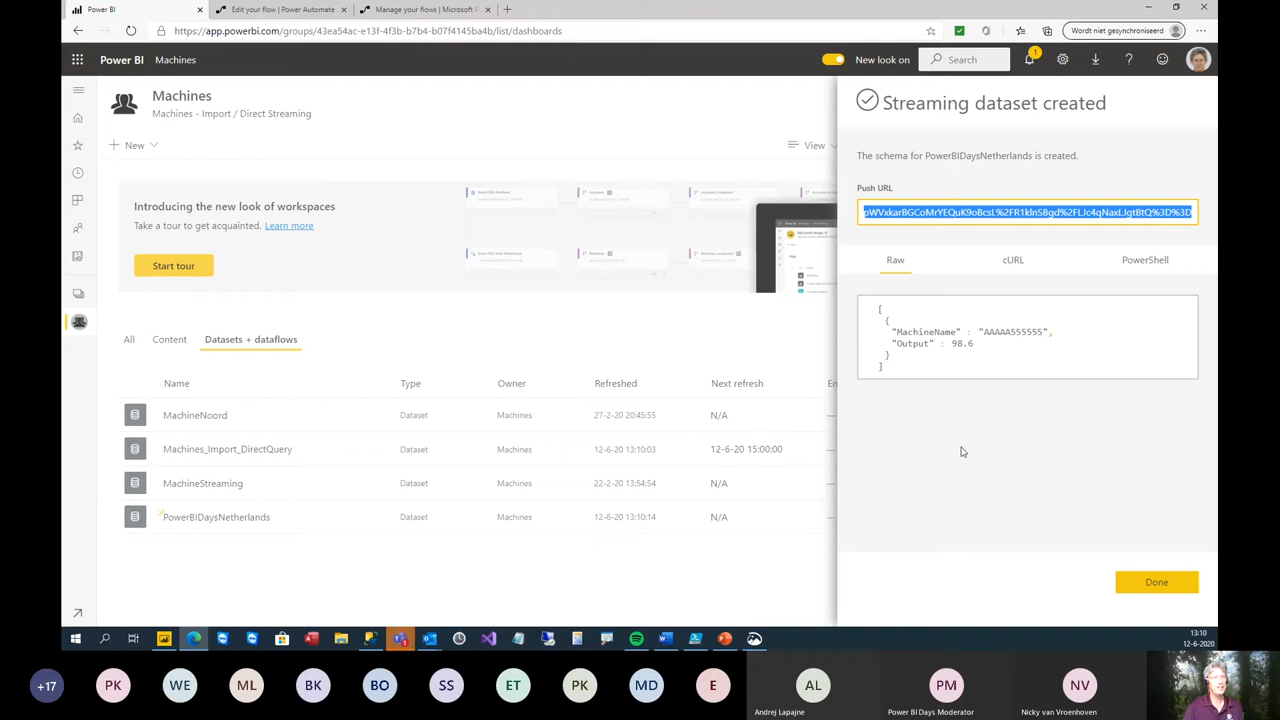 Power BI
Edit your flow | Power Automate
Manage your flows | Microsoft P
https://app.powerbi.com/groups/43ea54ac-e13f-4f3b-b7b4-b07f4145ba4b/list/dashboards
Wordt niet gesynchroniseerd
Power BI
Machines
New look on
Search
1
Machines
Machines - Import / Direct Streaming
New
View
Introducing the new look of workspaces
Take a tour to get acquainted. Learn more
Start tour
All
Content
Datasets + dataflows
Name
Type
Owner
Refreshed
Next refresh
En
MachineNoord
Dataset
Machines
27-2-20 20:45:55
N/A
—
Machines_Import_DirectQuery
Dataset
Machines
12-6-20 13:10:03
12-6-20 15:00:00
—
MachineStreaming
Dataset
Machines
22-2-20 13:54:54
N/A
—
PowerBIDaysNetherlands
Dataset
Machines
12-6-20 13:10:14
N/A
—
Streaming dataset created
The schema for PowerBIDaysNetherlands is created.
Push URL
pWVxkarBGCoMrYEQuK9oBcsL%2FR1klnSBgd%2FLJc4qNaxLJgtBtQ%3D%3D
Raw
cURL
PowerShell
[
{
"MachineName" : "AAAAA555555",
"Output" : 98.6
}
]
Done
13:10
12-6-2020
+17
PK
WE
ML
BK
BO
SS
ET
PK
MD
E
AL
Andrej Lapajne
PM
Power BI Days Moderator
NV
Nicky van Vroenhoven